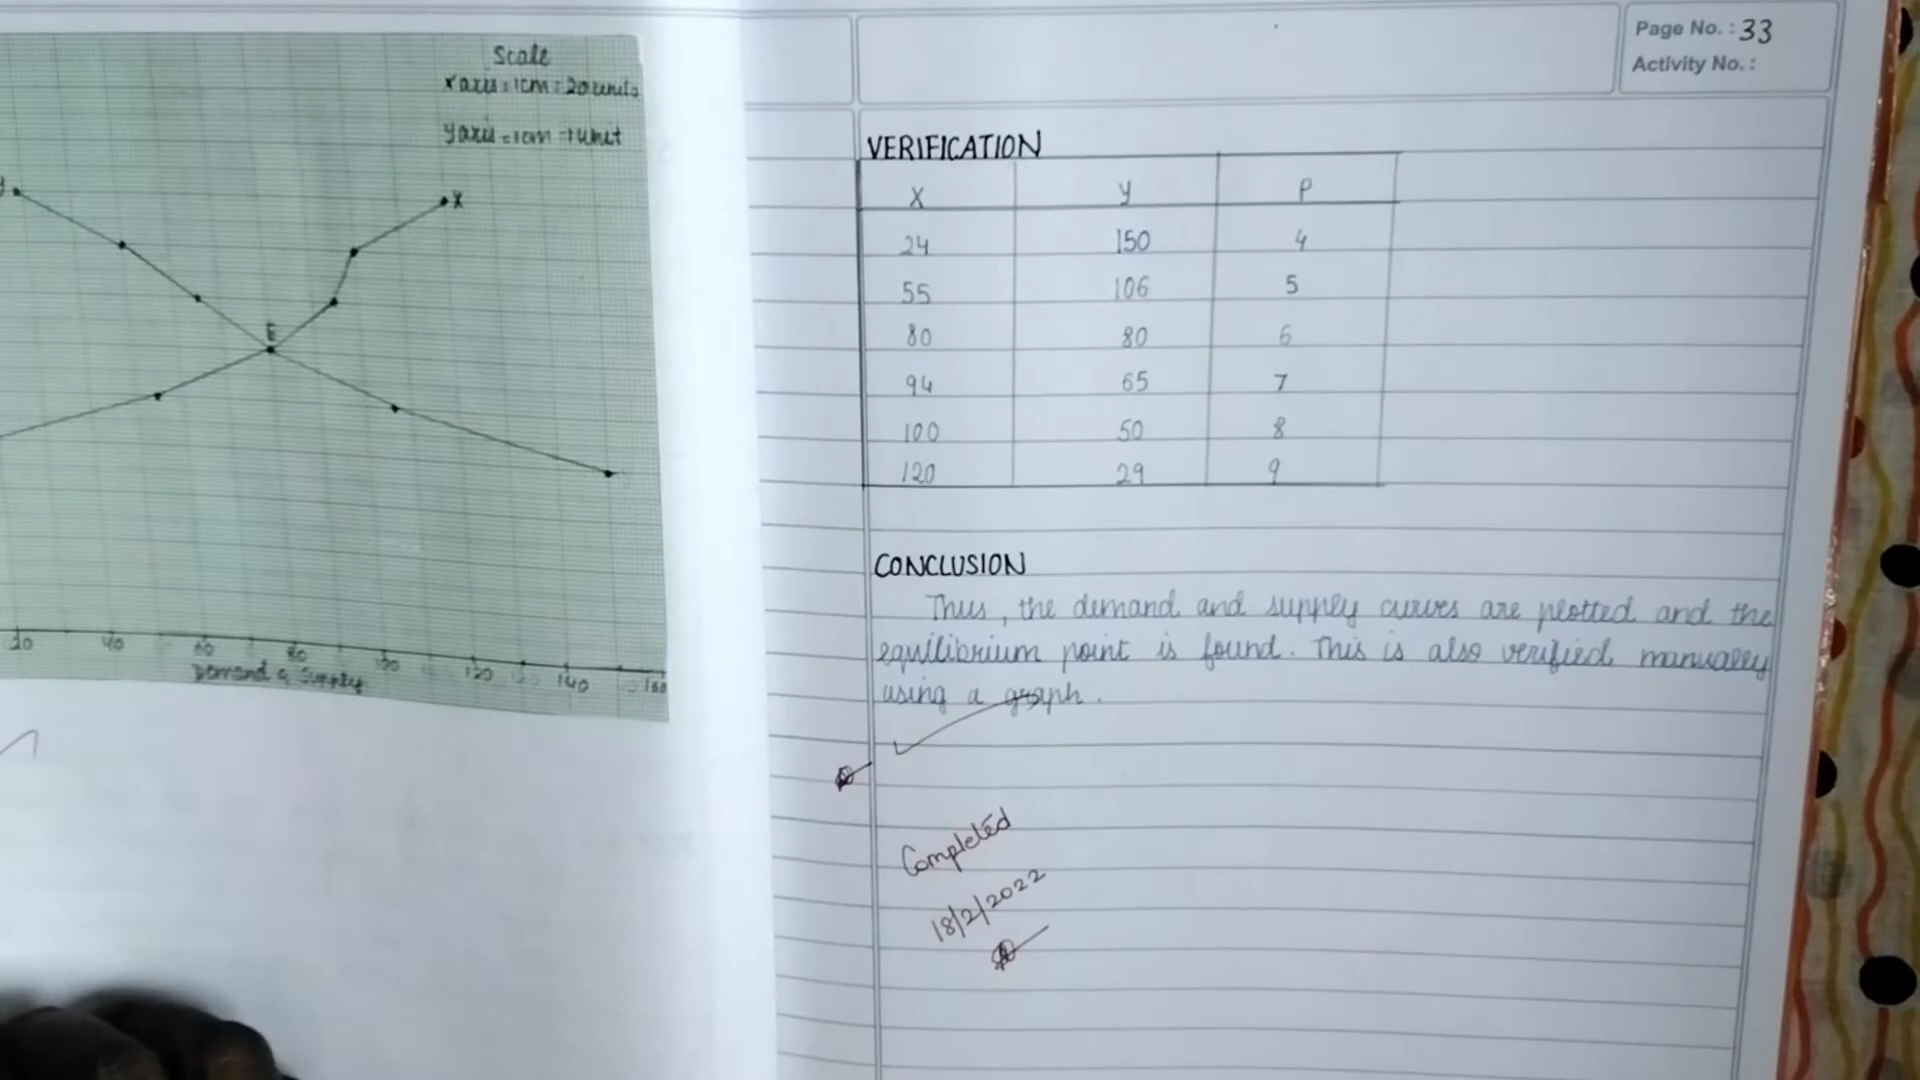 Scale
x axis = 1cm = 20 units
y axis = 1cm = 1 unit
y
X
E
20 40 60 80 100 120 140 160
Demand & Supply
Page No. : 33
Activity No. :
VERIFICATION
X y P
24 150 4
55 106 5
80 80 6
94 65 7
100 50 8
120 29 9
CONCLUSION
Thus, the demand and supply curves are plotted and the
equilibrium point is found. This is also verified manually
using a graph.
Completed
18/2/2022